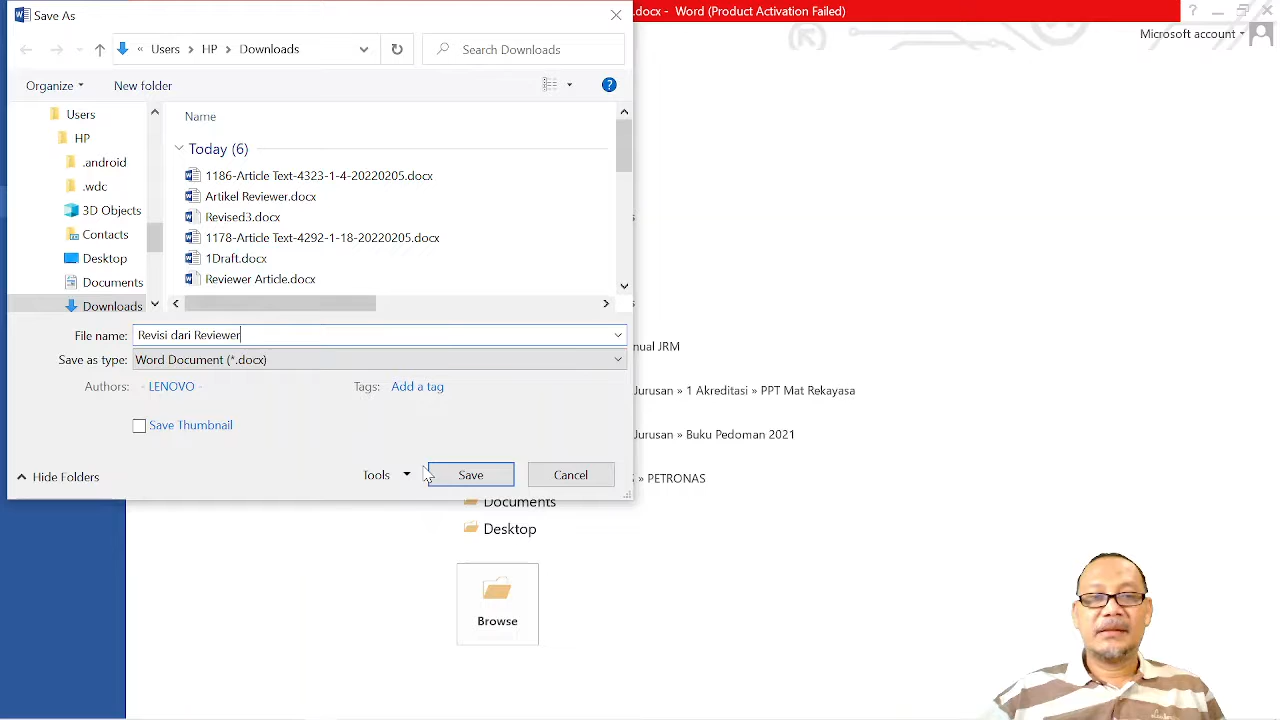 Save As
.docx - Word (Product Activation Failed)
?
« Users > HP > Downloads
Search Downloads
Microsoft account
Organize
New folder
?
Users
HP
.android
.wdc
3D Objects
Contacts
Desktop
Documents
Downloads
Name
Today (6)
1186-Article Text-4323-1-4-20220205.docx
Artikel Reviewer.docx
Revised3.docx
1178-Article Text-4292-1-18-20220205.docx
1Draft.docx
Reviewer Article.docx
s
s
File name: Revisi dari Reviewer
Save as type: Word Document (*.docx)
Authors: LENOVO
Tags: Add a tag
Save Thumbnail
Hide Folders
Tools
Save
Cancel
nual JRM
Jurusan » 1 Akreditasi » PPT Mat Rekayasa
Jurusan » Buku Pedoman 2021
S » PETRONAS
Documents
Desktop
Browse